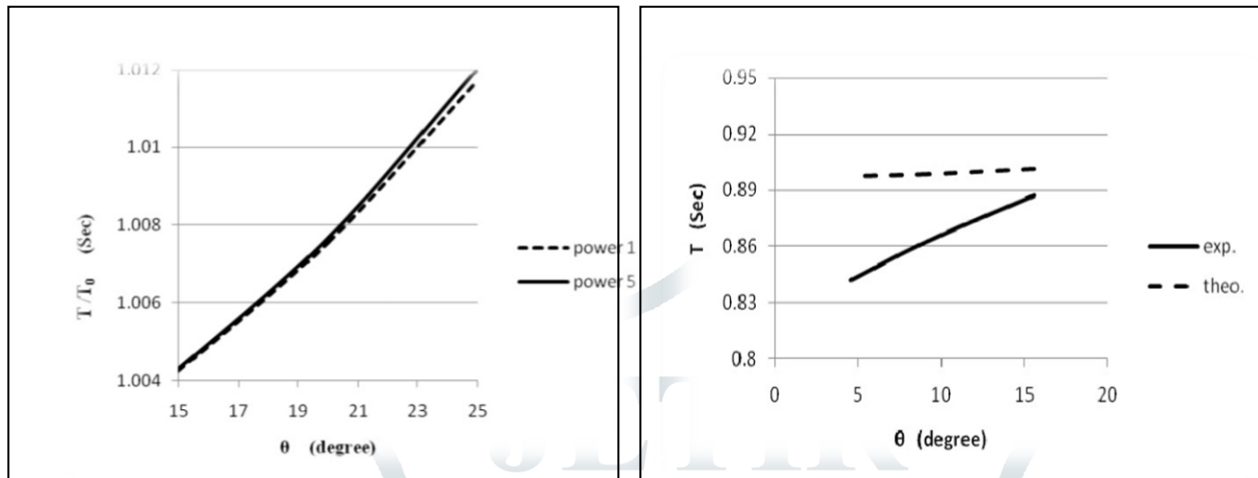 1.012
1.01
1.008
1.006
1.004
15 17 19 21 23 25
T/T₀ (Sec)
θ (degree)
power 1
power 5
0.95
0.92
0.89
0.86
0.83
0.8
0 5 10 15 20
T (Sec)
θ (degree)
exp.
theo.
JETIR